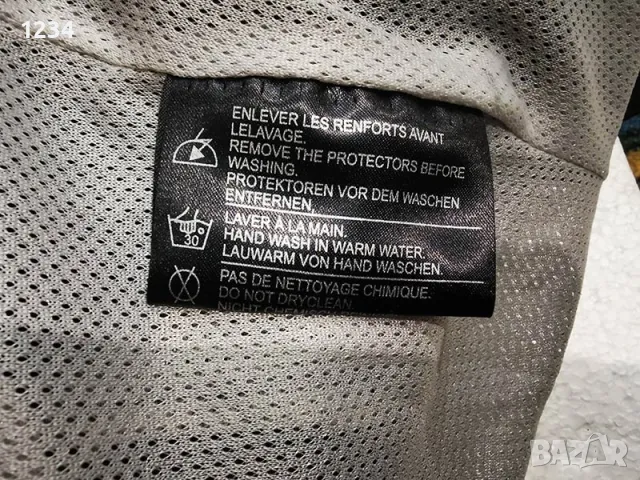 1234
ENLEVER LES RENFORTS AVANT
LELAVAGE.
REMOVE THE PROTECTORS BEFORE
WASHING.
PROTEKTOREN VOR DEM WASCHEN
ENTFERNEN,
LAVER À LA MAIN.
HAND WASH IN WARM WATER.
LAUWARM VON HAND WASCHEN.
30
PAS DE NETTOYAGE CHIMIQUE.
DO NOT DRYCLEAN.
BAZAR